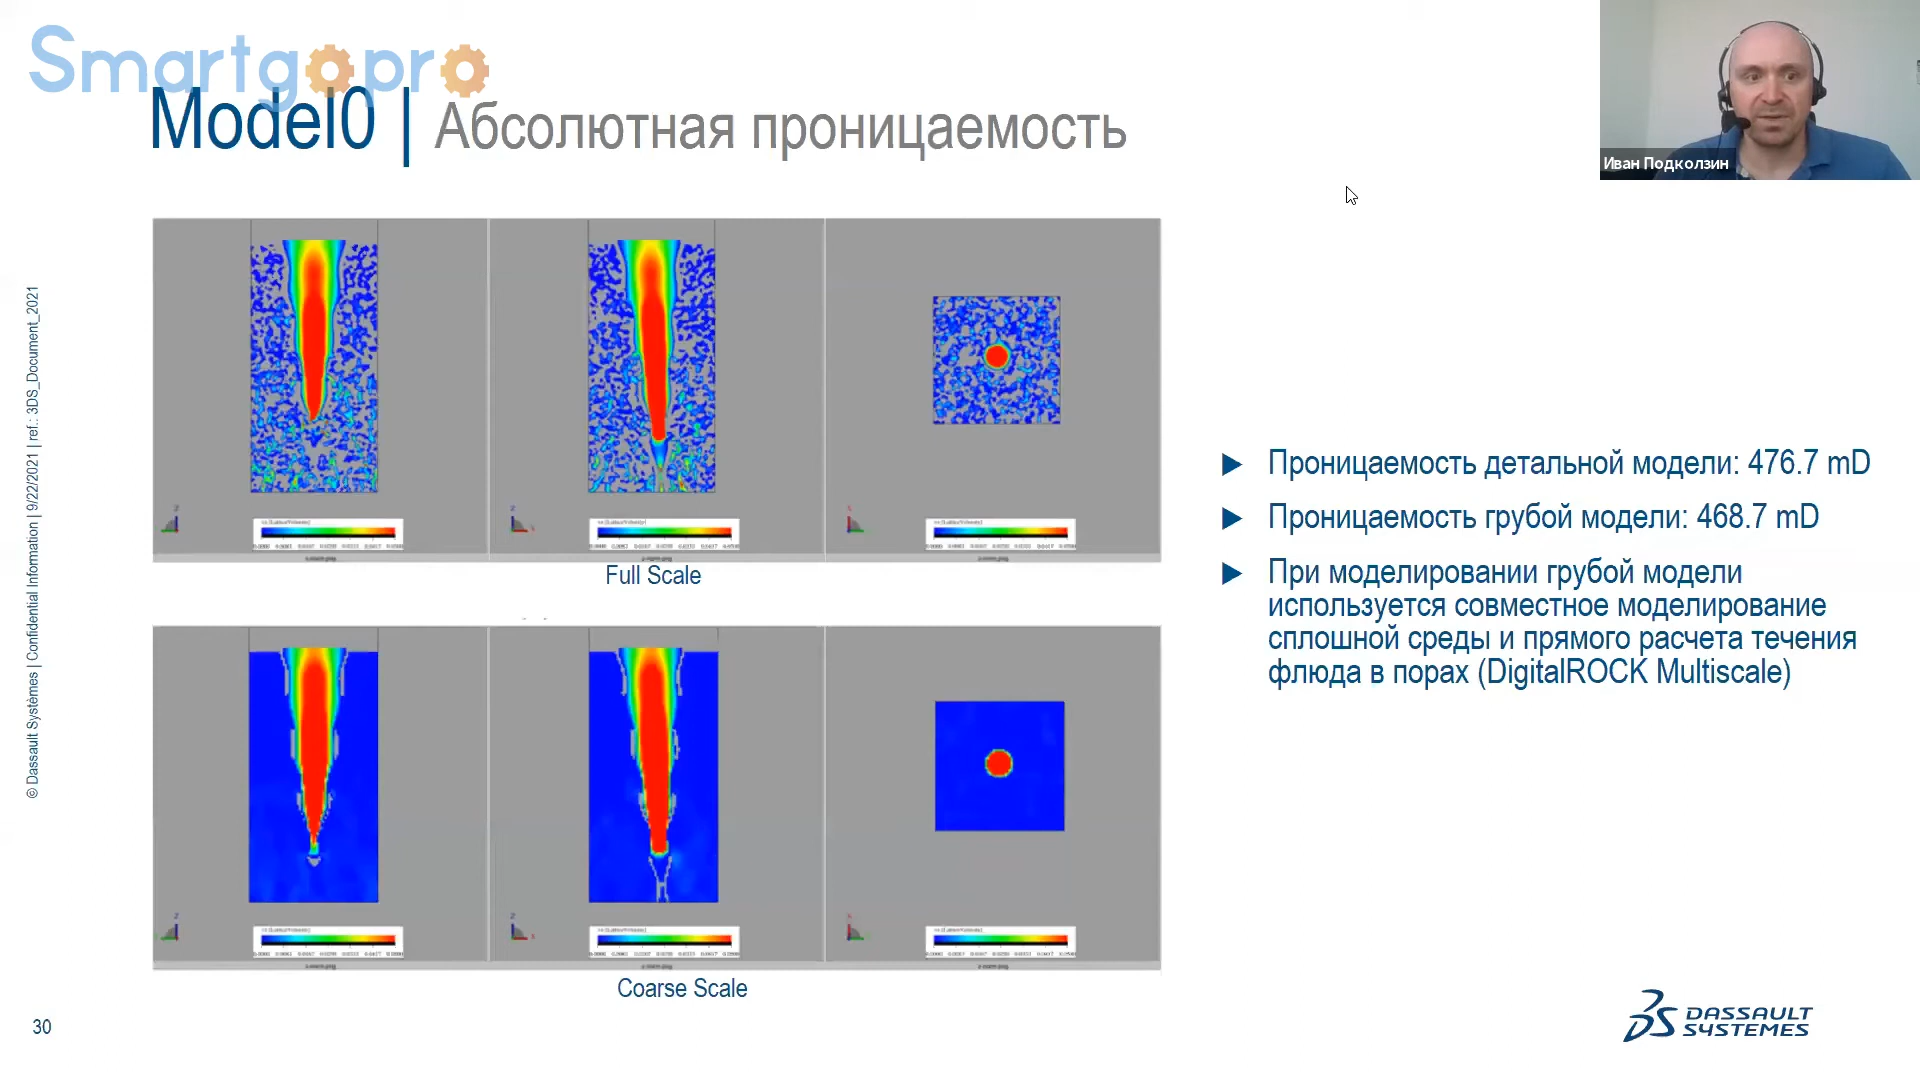 Smartgopro
Model0 | Абсолютная проницаемость
Иван Подколзин
© Dassault Systèmes | Confidential Information | 9/22/2021 | ref.: 3DS_Document_2021
Full Scale
Coarse Scale
► Проницаемость детальной модели: 476.7 mD
► Проницаемость грубой модели: 468.7 mD
► При моделировании грубой модели
используется совместное моделирование
сплошной среды и прямого расчета течения
флюда в порах (DigitalROCK Multiscale)
30
DASSAULT
SYSTEMES